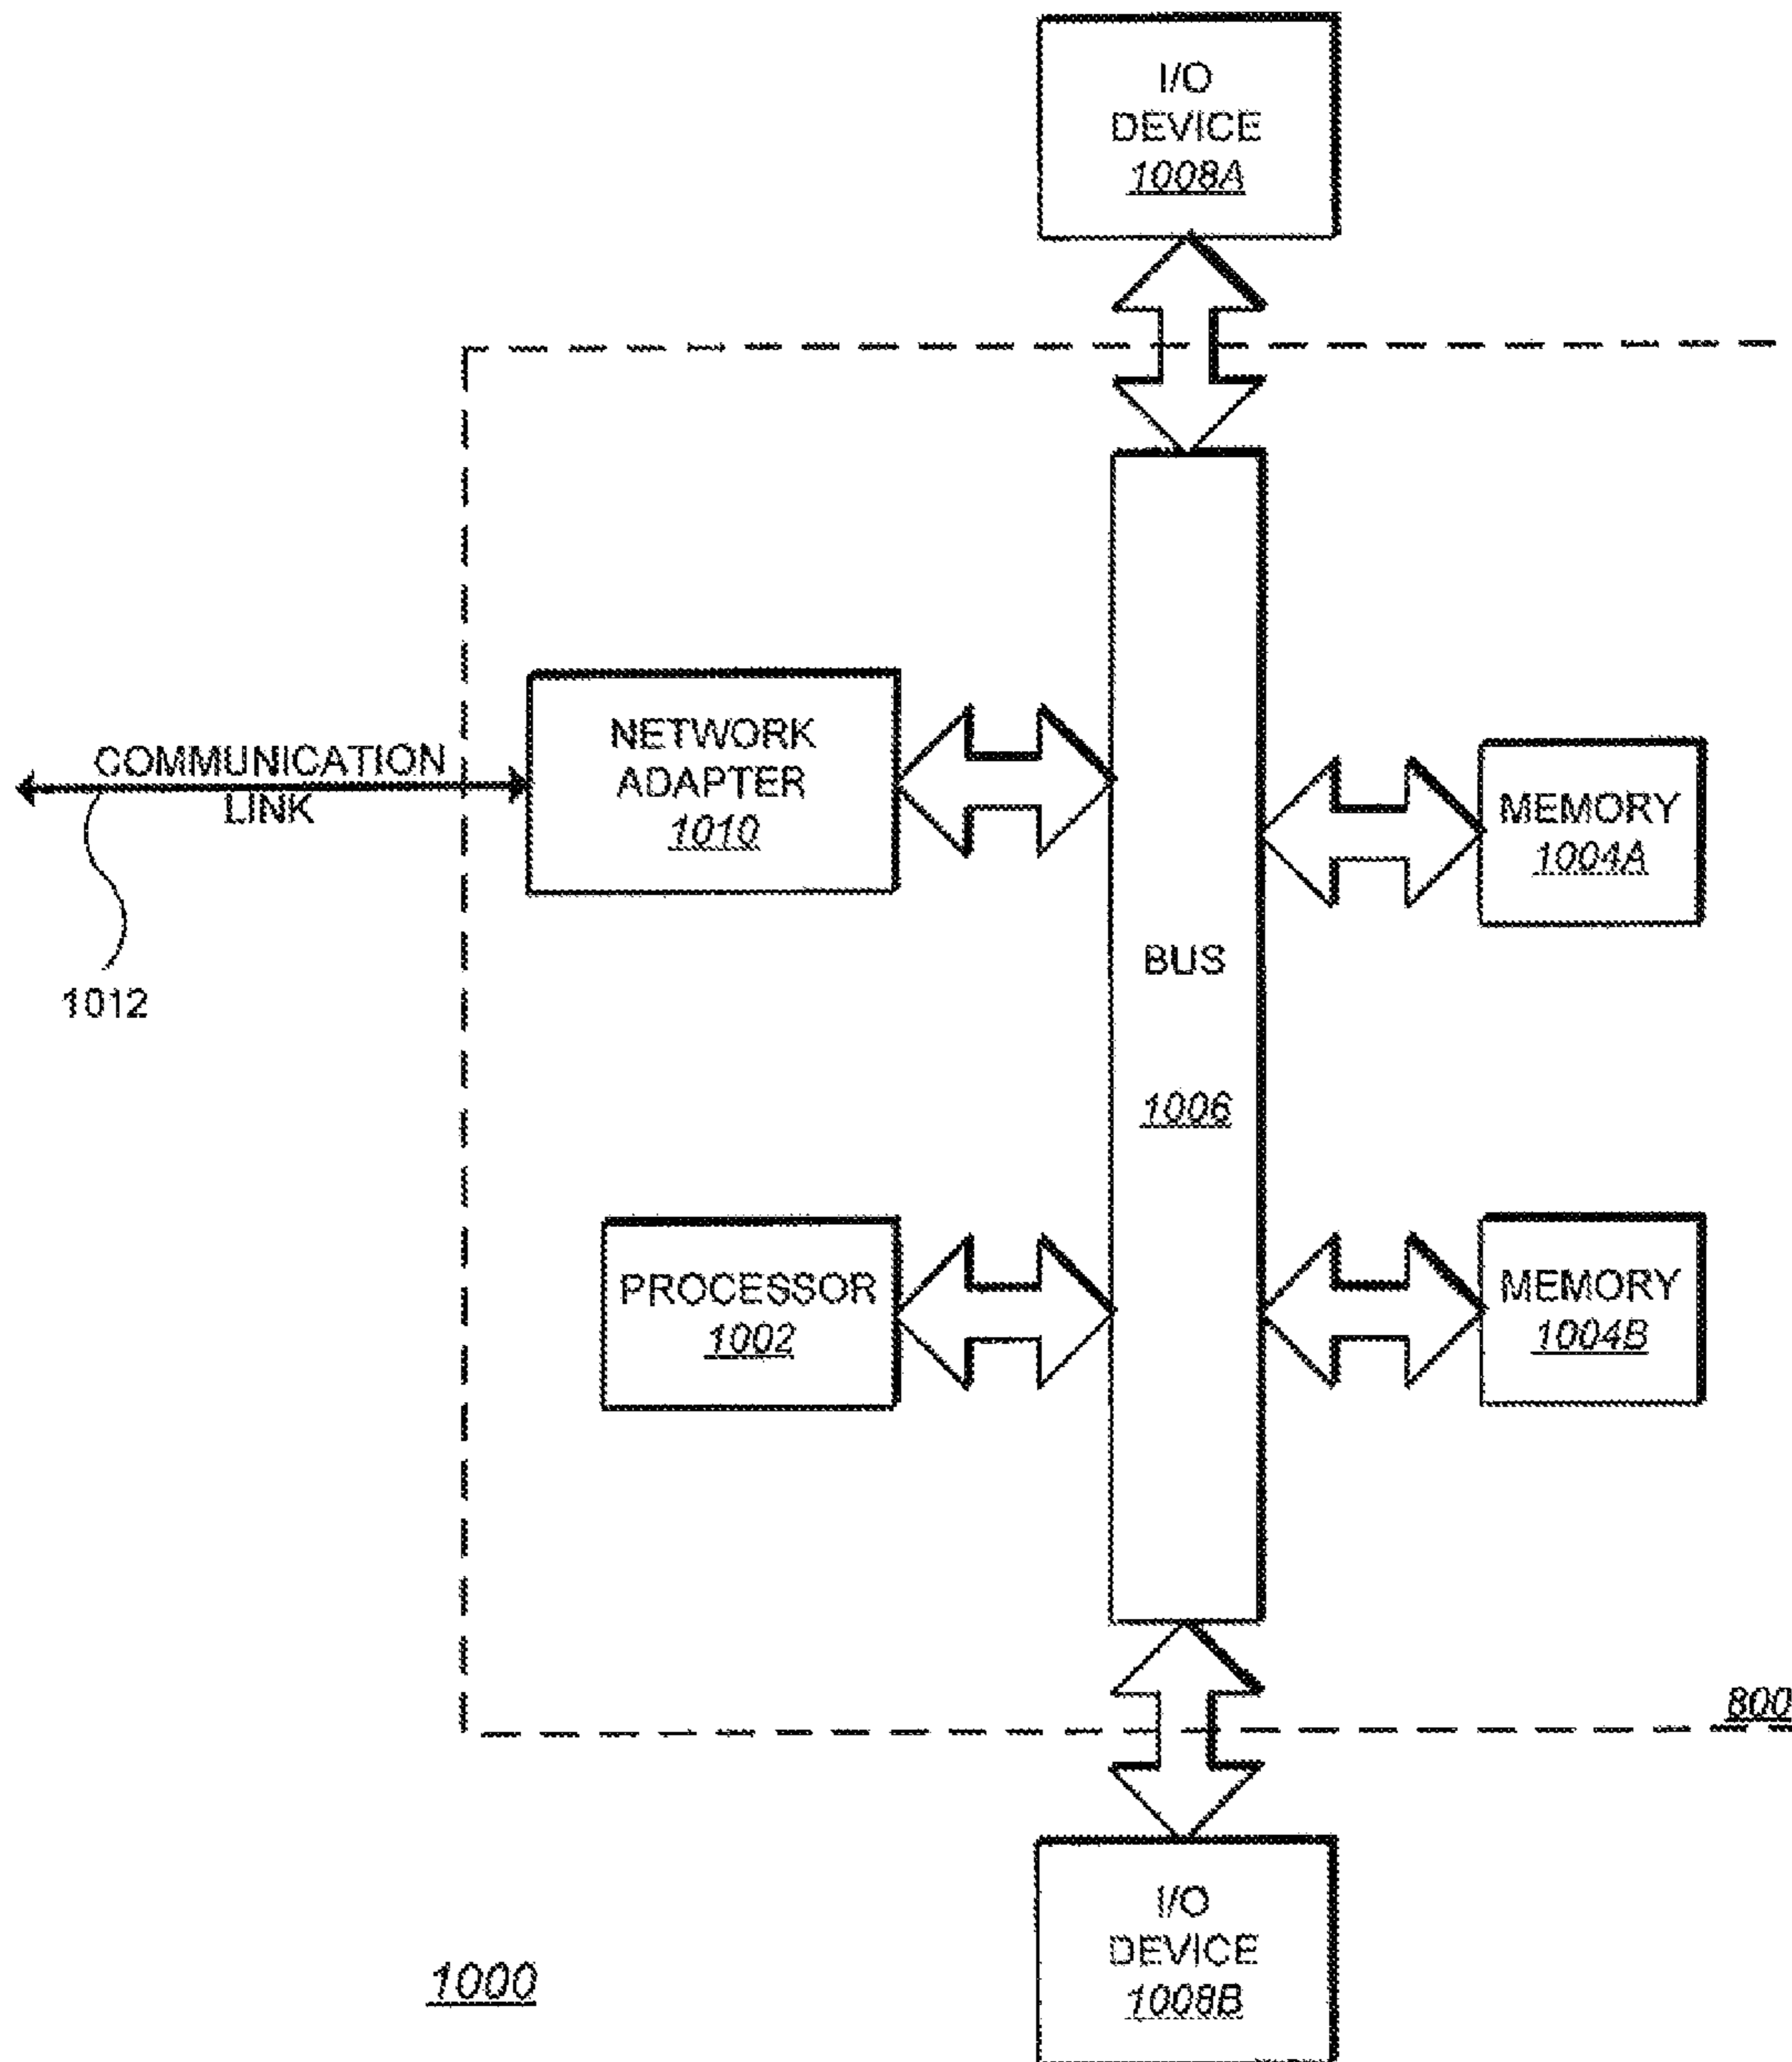 I/O
DEVICE
1008A
COMMUNICATION
LINK
1012
NETWORK
ADAPTER
1010
MEMORY
1004A
BUS
1006
PROCESSOR
1002
MEMORY
1004B
800
I/O
DEVICE
1008B
1000